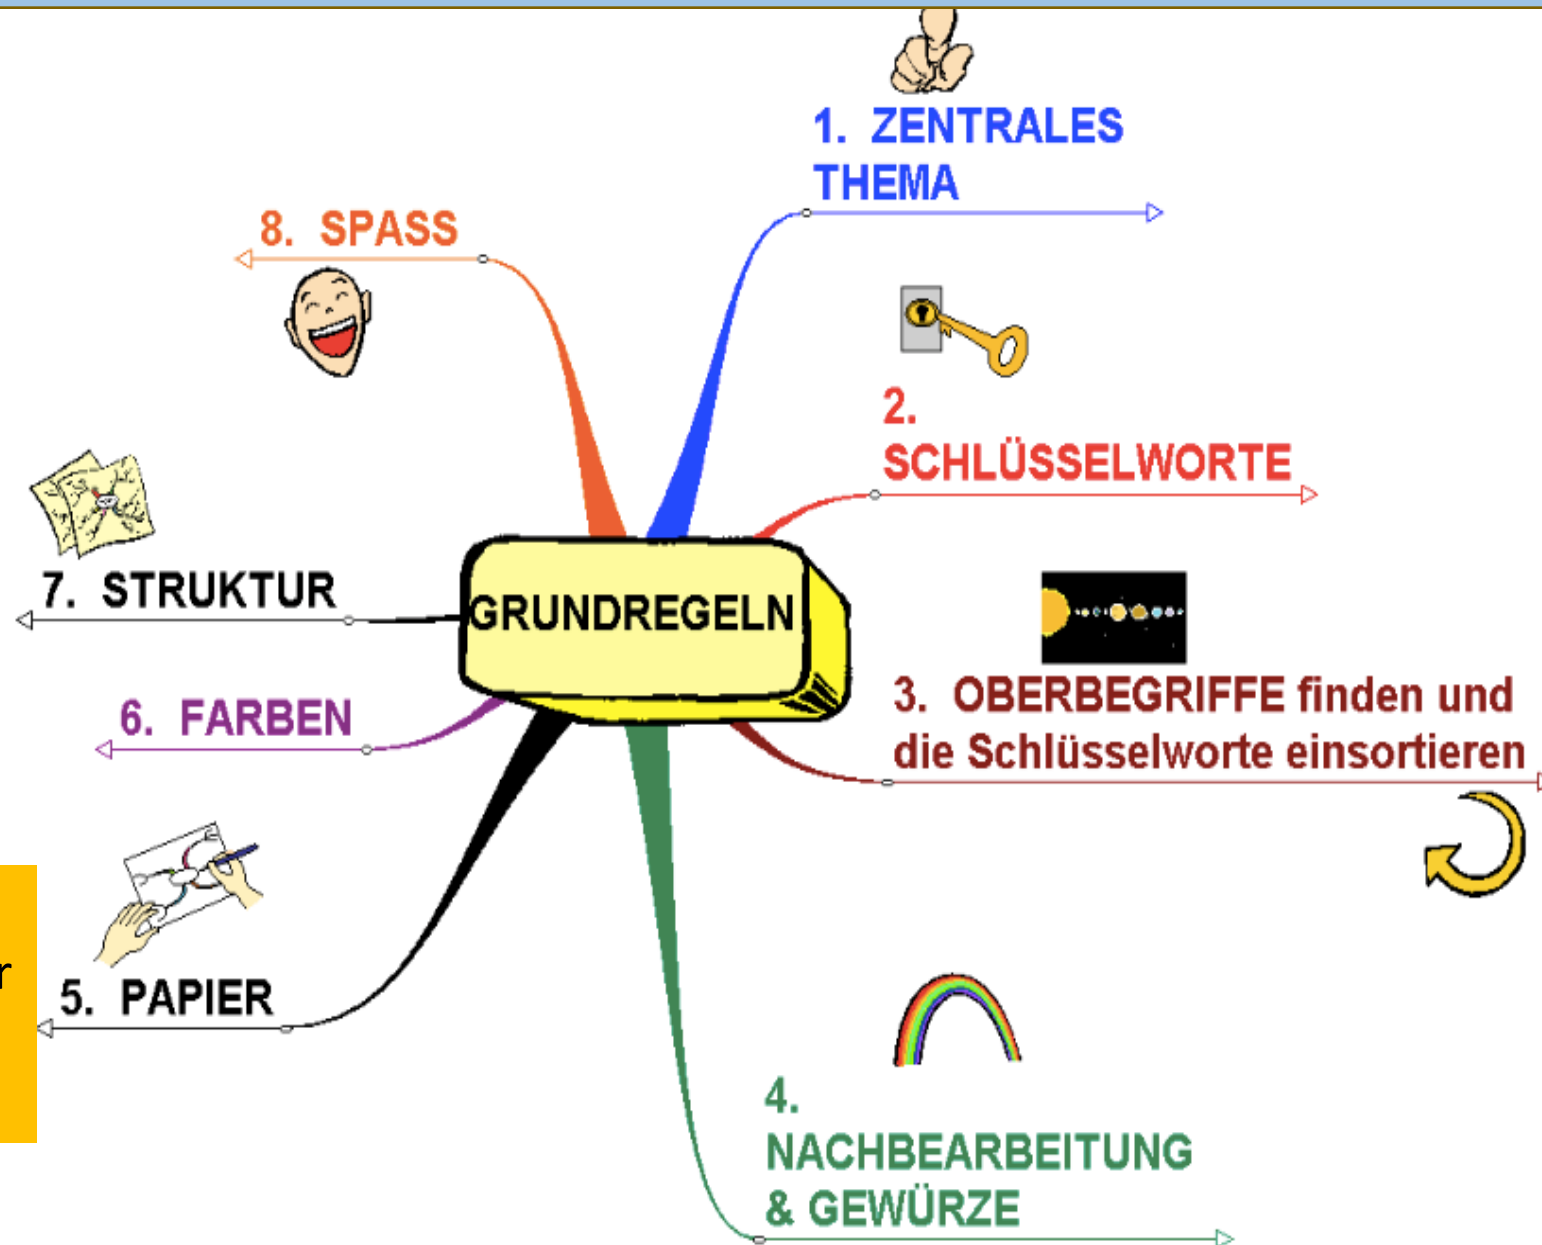 1. ZENTRALES
THEMA
8. SPASS
2.
SCHLÜSSELWORTE
7. STRUKTUR
GRUNDREGELN
3. OBERBEGRIFFE finden und
die Schlüsselworte einsortieren
6. FARBEN
r
5. PAPIER
4.
NACHBEARBEITUNG
& GEWÜRZE